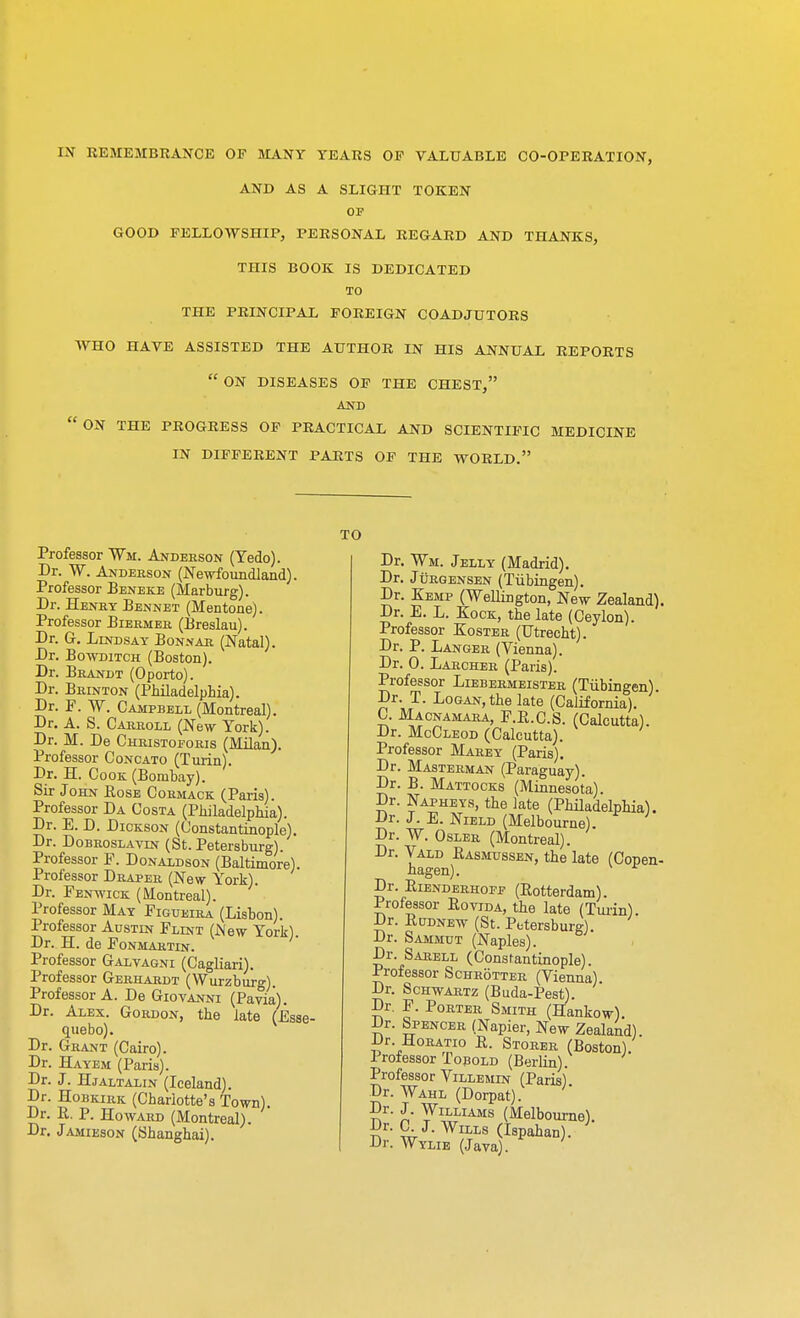 IN REMEMBRANCE OF MANY YEARS OF VALUABLE CO-OPERATION,
AND AS A SLIGHT TOKEN
OF
GOOD FELLOWSHIP, PERSONAL REGARD AND THANKS,
THIS BOOK IS DEDICATED
TO
THE PRINCIPAL FOREIGN COADJUTORS
WHO HAVE ASSISTED THE AUTHOR IN HIS ANNUAL REPORTS
“ ON DISEASES OF THE CHEST,”
AND
“ ON THE PROGRESS OF PRACTICAL AND SCIENTIFIC MEDICINE
IN DIFFERENT PARTS OF THE WORLD.”
TO
Professor Wm. Anderson (Yedo).
Dr. W. Anderson (Newfoundland).
Professor Beneke (Marburg).
Dr. Henry Bennet (Mentone).
Professor Biermer (Breslau).
Dr. G. Lindsay Bonnar (Natal).
Dr. Bowditch (Boston).
Dr. Brandt (Oporto).
Dr. Brinton (Philadelphia).
Dr. F. W. Campbell (Montreal).
Dr. A. S. Carroll (New York).
Dr. M. De Christoforis (Milan).
Professor Concato (Turin).
Dr. H. Cook (Bombay).
Sir John Rose Cormack (Paris).
Professor Da Costa (Philadelphia).
Dr. E. D. Dickson (Constantinople).
Dr. Dobroslavin (St. Petersburg).
Professor F. Donaldson (Baltimore).
Professor Draper (New York).
Dr. Fenwick (Montreal).
Professor May Figueira (Lisbon).
Professor Austin Flint (New York).
Dr. H. de Fonmartin.
Professor Galvagni (Cagliari).
Professor Gerhardt (Wurzburg).
Professor A. De Giovanni (Pavia).
Dr. Alex. Gordon, the late (Esse-
quebo).
Dr. Grant (Cairo).
Dr. Hayem (Paris).
Dr. J. Hjaltalin (Iceland).
Dr. Hobkirk (Charlotte’s Town).
Dr. R. P. Howard (Montreal).
Dr. Jamieson (Shanghai).
Dr. Wm. Jelly (Madrid).
Dr. Jürgensen (Tübingen).
Dr. Kemp (Wellington, New Zealand).
Dr. E. L. Kock, the late (Ceylon).
Professor Koster (Utrecht).
Dr. P. Langer (Vienna).
Dr. O. Larcher (Paris).
Professor Liebermeister (Tübingen).
Dr. T. Logan, the late (California).
C. Macnamara, F.R.C.S. (Calcutta).
Dr. McCleod (Calcutta).
Professor Marey (Paris).
Dr. Masterman (Paraguay).
Dr. B. Mattocks (Minnesota).
Dr. Napheys, the late (Philadelphia).
Dr. J. E. Nield (Melbourne).
Dr. W. Osler (Montreal).
Dr. Vald Rasmussen, the late (Copen-
hagen).
Dr. Rienderhoff (Rotterdam).
Professor Rovida, the late (Turin).
Dr. Rudnew (St. Petersburg).
Dr. Sammut (Naples).
Dr. Sarell (Constantinople).
Professor Schrötter (Vienna).
Dr. Schwartz (Buda-Pest).
Dr. F. Porter Smith (Hankow).
Dr. Spencer (Napier, New Zealand).
Dr. Horatio R. Storer (Boston).
Professor Tobold (Berlin).
Professor Villemin (Paris).
Dr. Wahl (Dorpat).
Dr. J. Williams (Melbourne).
Dr. C. J. Wills (Ispahan).
Dr. Wylie (Java).